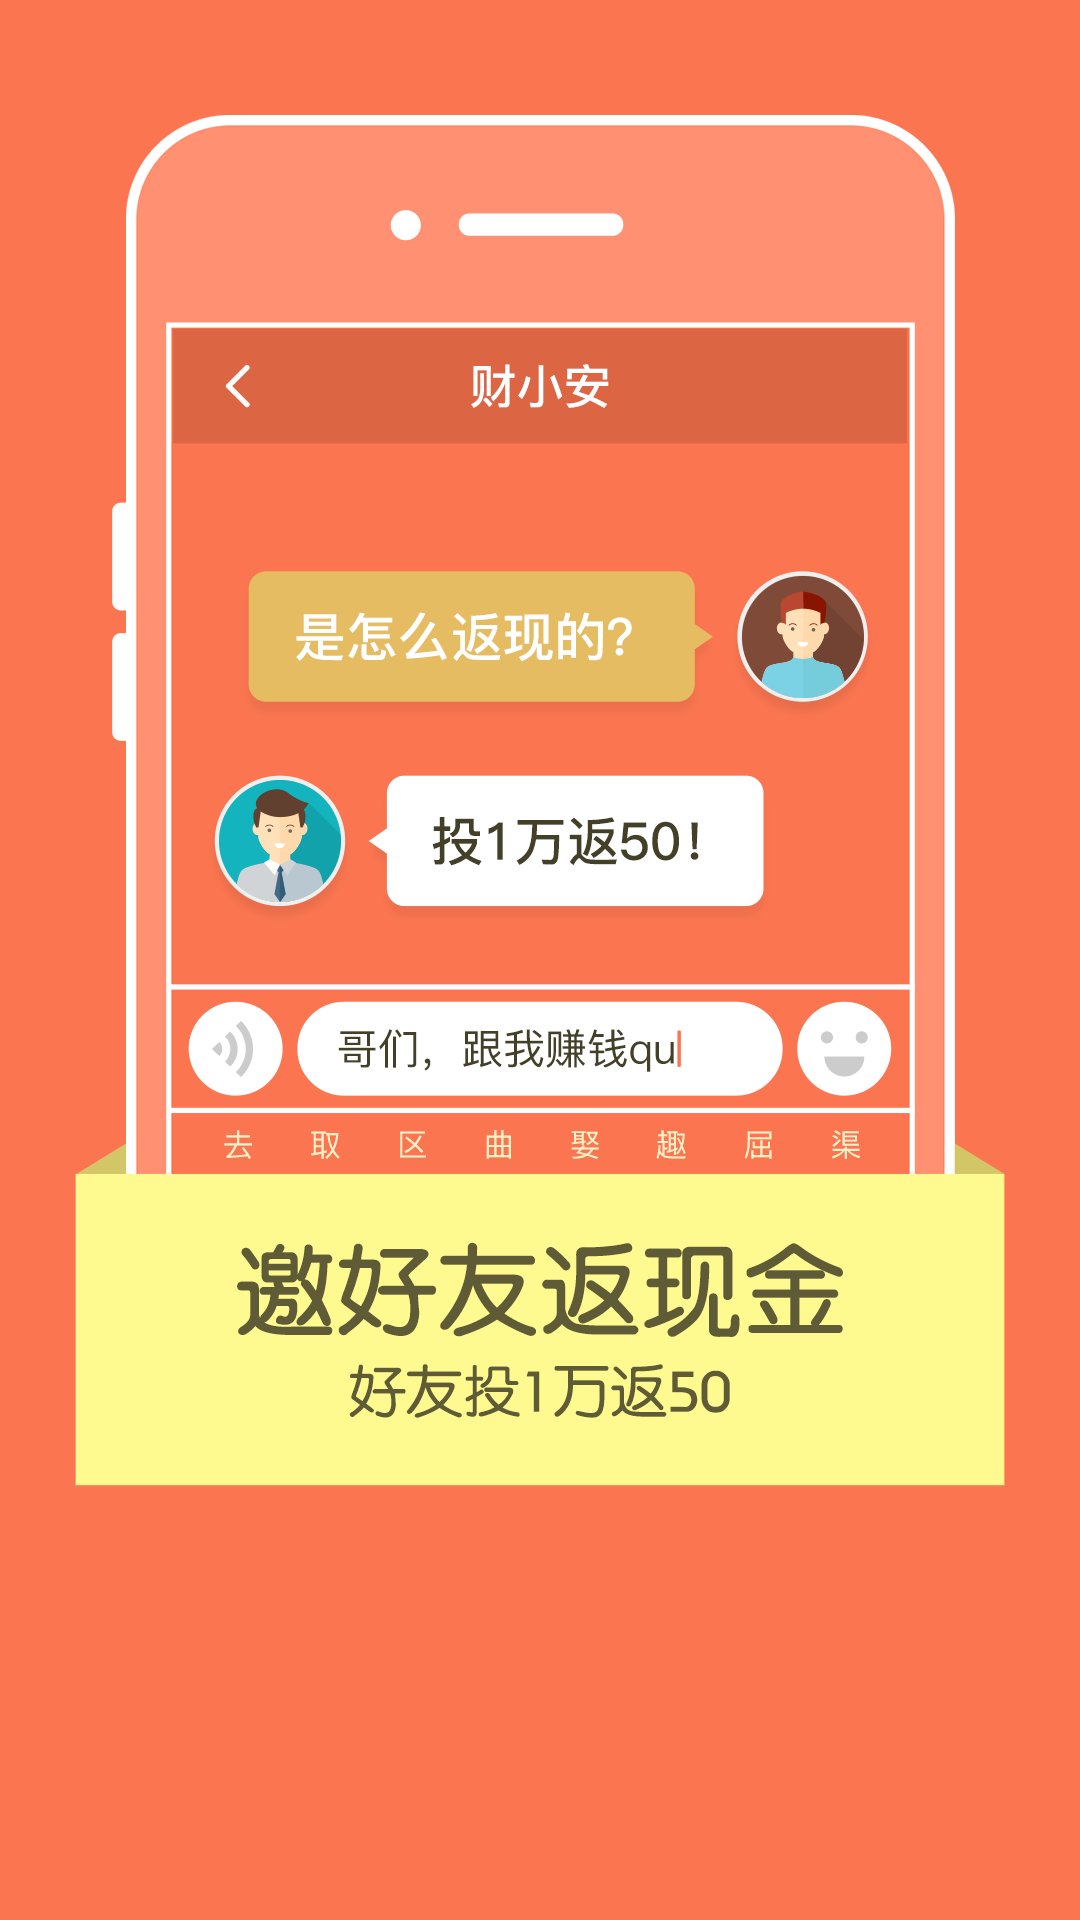 财小安
是怎么返现的?
投1万返50!
哥们，跟我赚钱qu
去 取 区 曲 娶 趣 屈 渠
邀好友返现金
好友投1万返50